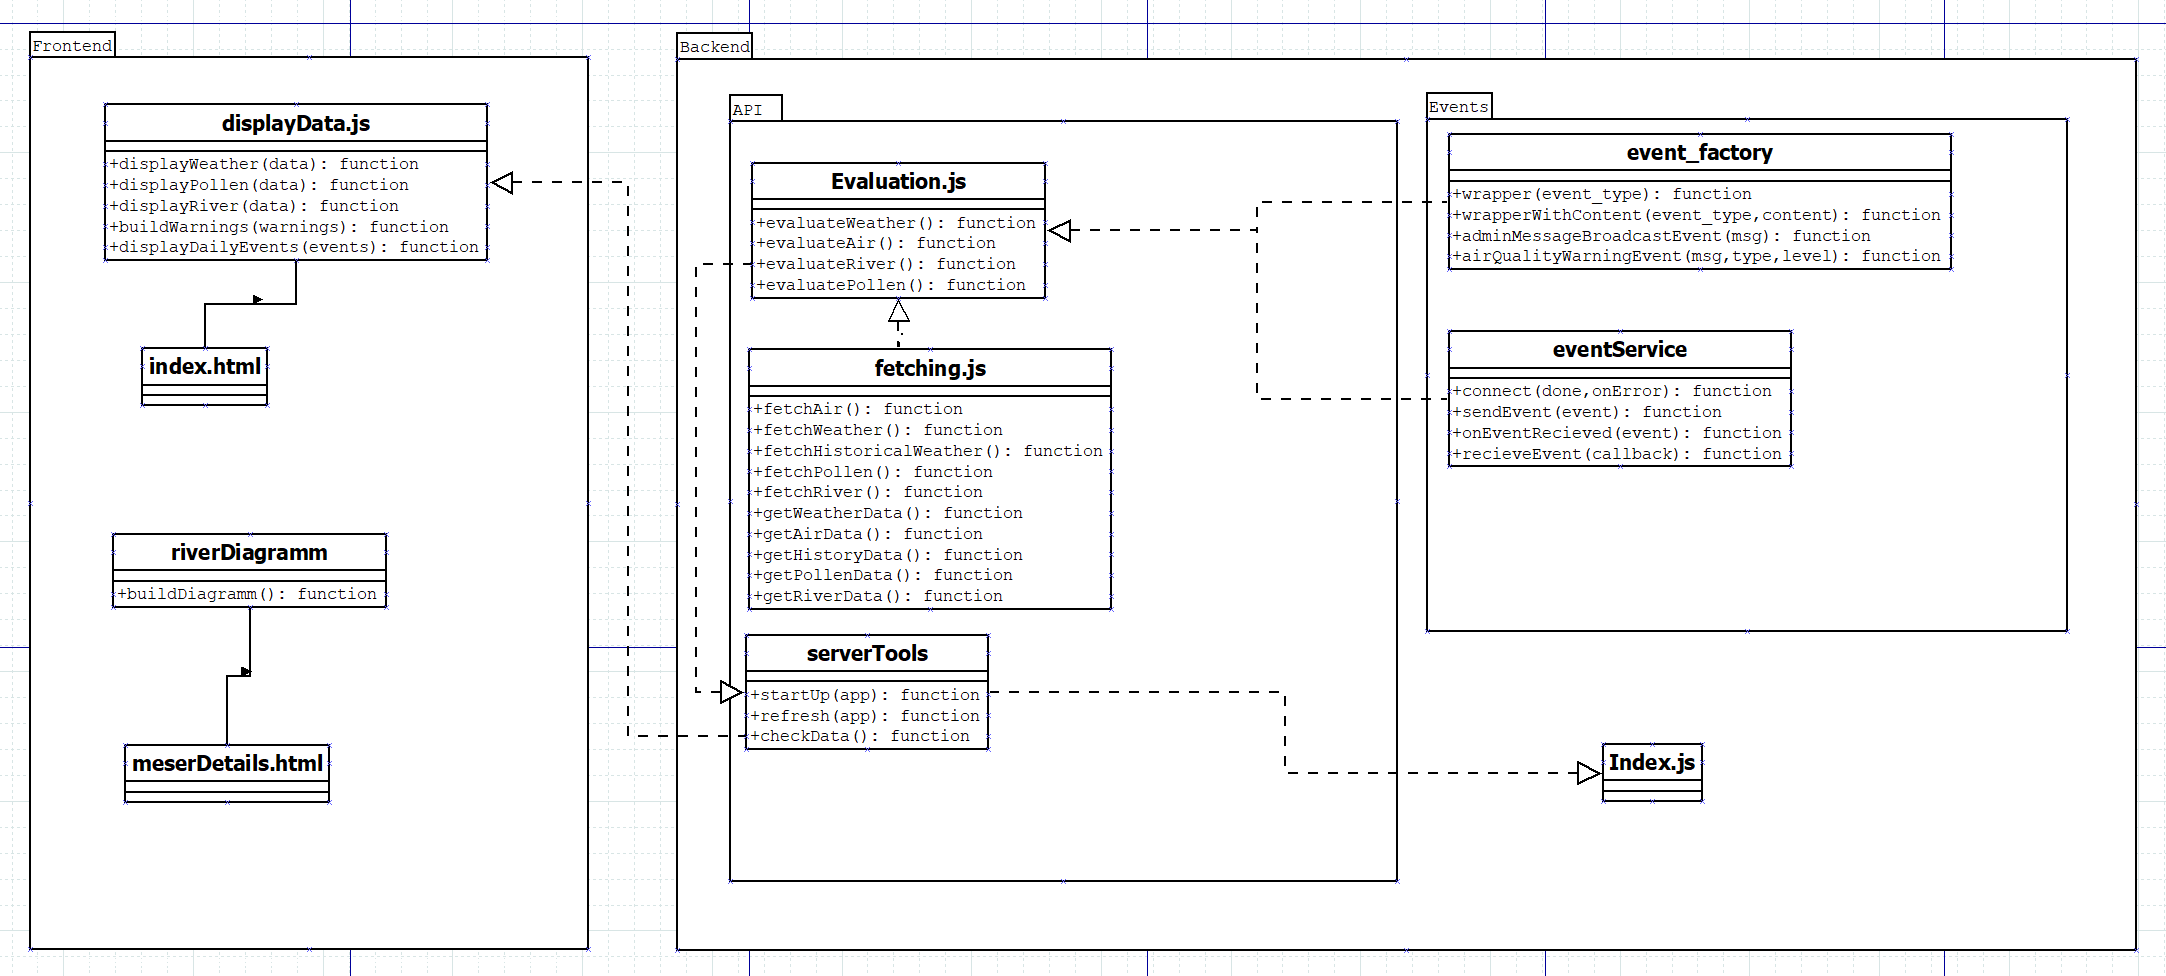 Frontend
displayData.js
+displayWeather(data): function
+displayPollen(data): function
+displayRiver(data): function
+buildWarnings(warnings): function
+displayDailyEvents(events): function
index.html
riverDiagramm
+buildDiagramm(): function
meserDetails.html
Backend
API
Evaluation.js
+evaluateWeather(): function
+evaluateAir(): function
+evaluateRiver(): function
+evaluatePollen(): function
fetching.js
+fetchAir(): function
+fetchWeather(): function
+fetchHistoricalWeather(): function
+fetchPollen(): function
+fetchRiver(): function
+getWeatherData(): function
+getAirData(): function
+getHistoryData(): function
+getPollenData(): function
+getRiverData(): function
serverTools
+startUp(app): function
+refresh(app): function
+checkData(): function
Events
event_factory
+wrapper(event_type): function
+wrapperWithContent(event_type,content): function
+adminMessageBroadcastEvent(msg): function
+airQualityWarningEvent(msg,type,level): function
eventService
+connect(done,onError): function
+sendEvent(event): function
+onEventRecieved(event): function
+recieveEvent(callback): function
Index.js